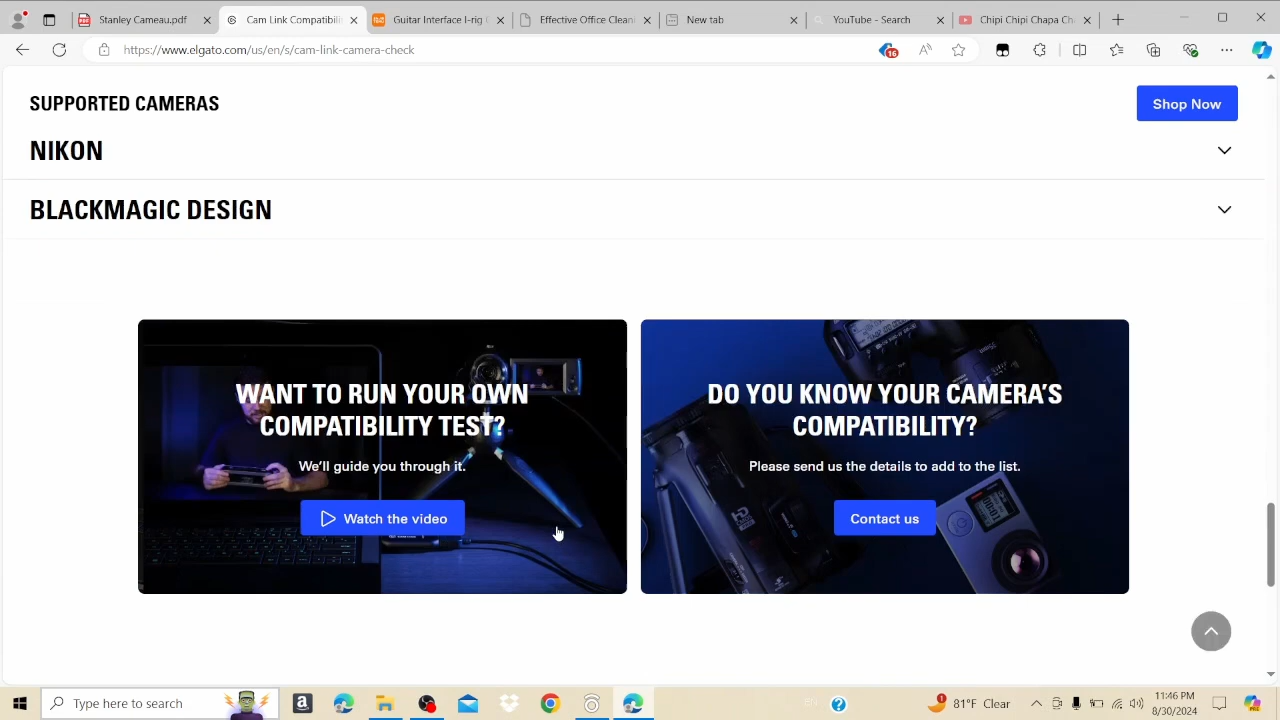 Stanley Cameau.pdf
Cam Link Compatibili
Guitar Interface I-rig G
Effective Office Clean
New tab
YouTube - Search
Chipi Chipi Chapa Ch
https://www.elgato.com/us/en/s/cam-link-camera-check
16
SUPPORTED CAMERAS
Shop Now
NIKON
BLACKMAGIC DESIGN
WANT TO RUN YOUR OWN
COMPATIBILITY TEST?
We'll guide you through it.
Watch the video
DO YOU KNOW YOUR CAMERA'S
COMPATIBILITY?
Please send us the details to add to the list.
Contact us
Type here to search
1
81°F Clear
11:46 PM
8/30/2024